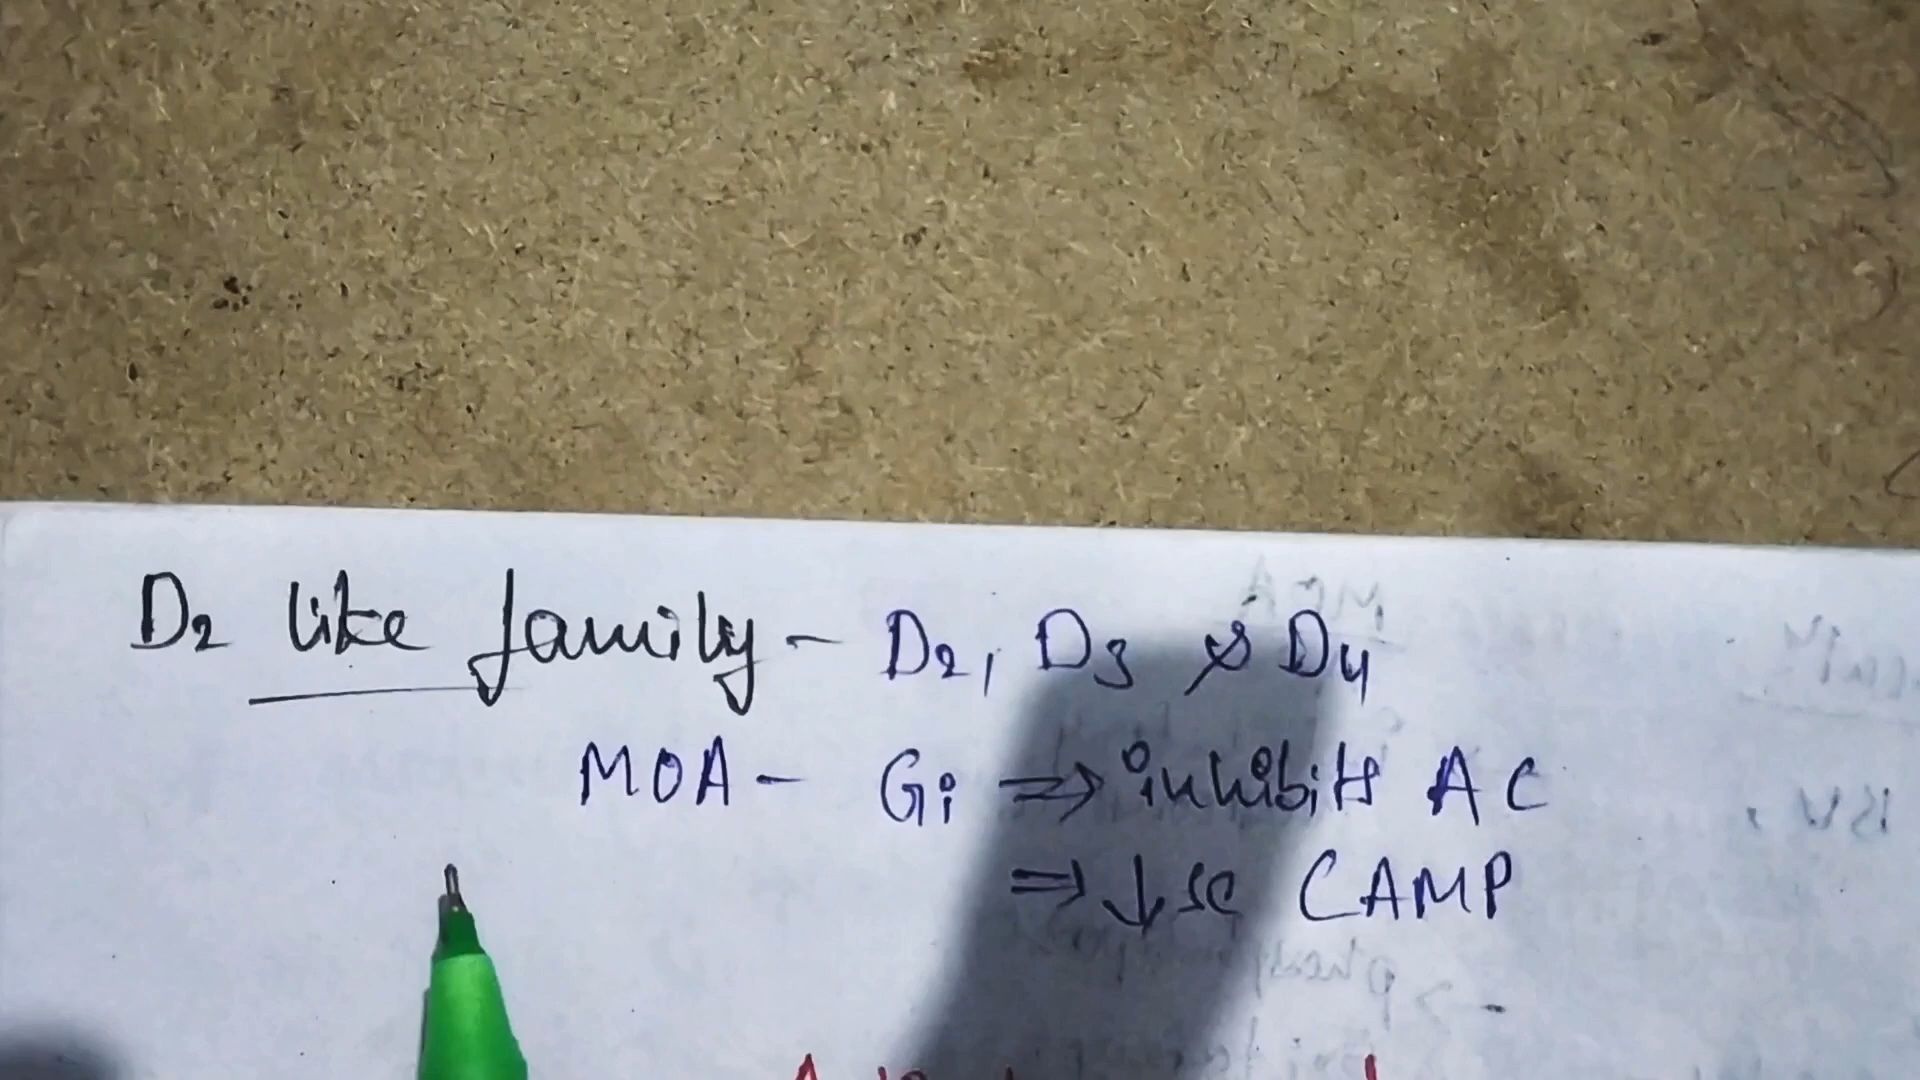 D2 like family - D2, D3 & D4
MOA - Gi ⇒ inhibits AC
⇒ ↓se CAMP